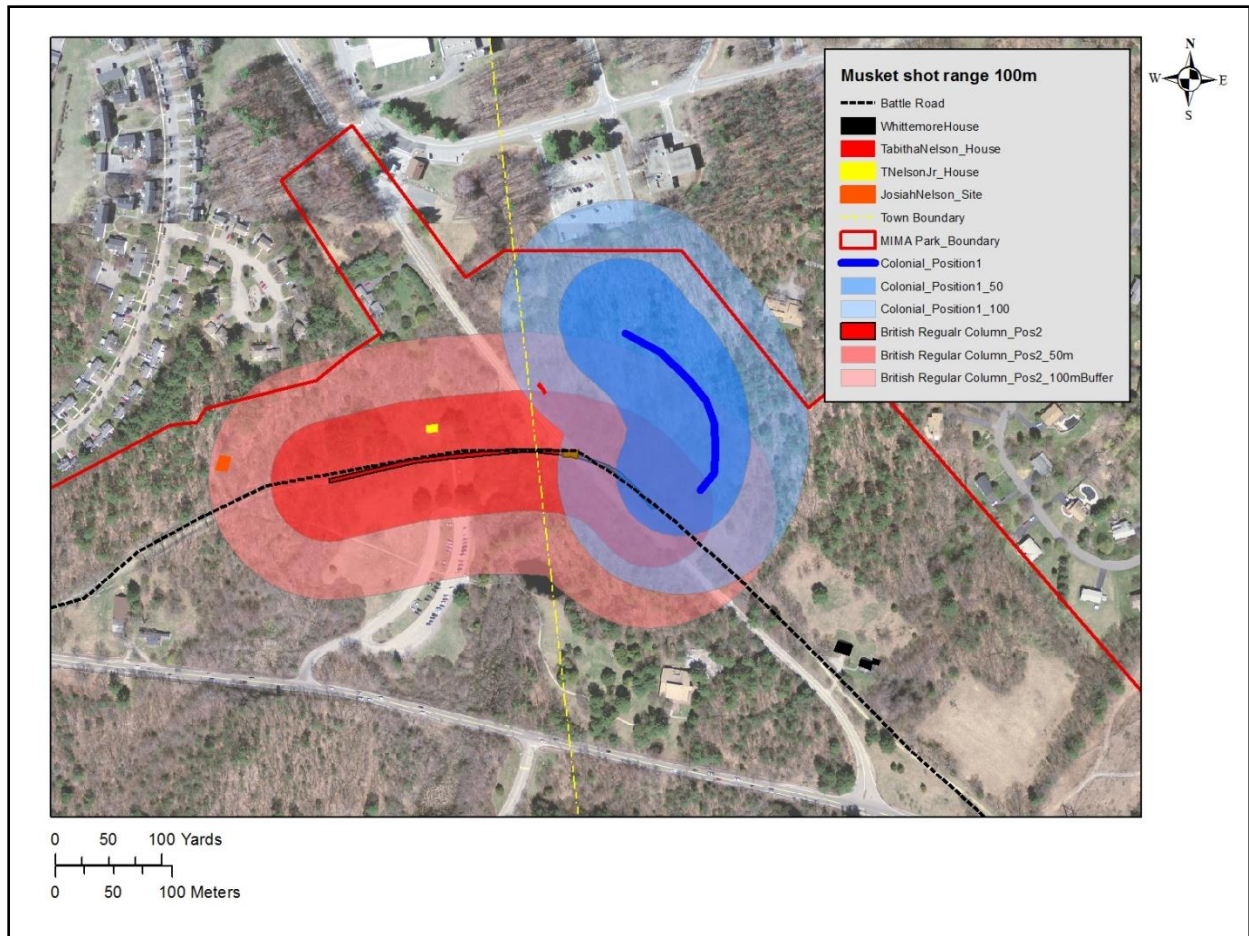 N
W E
S
Musket shot range 100m
Battle Road
WhittemoreHouse
TabithaNelson_House
TNelsonJr_House
JosiahNelson_Site
Town Boundary
MIMA Park_Boundary
Colonial_Position1
Colonial_Position1_50
Colonial_Position1_100
British Regualr Column_Pos2
British Regular Column_Pos2_50m
British Regular Column_Pos2_100mBuffer
0 50 100 Yards
0 50 100 Meters